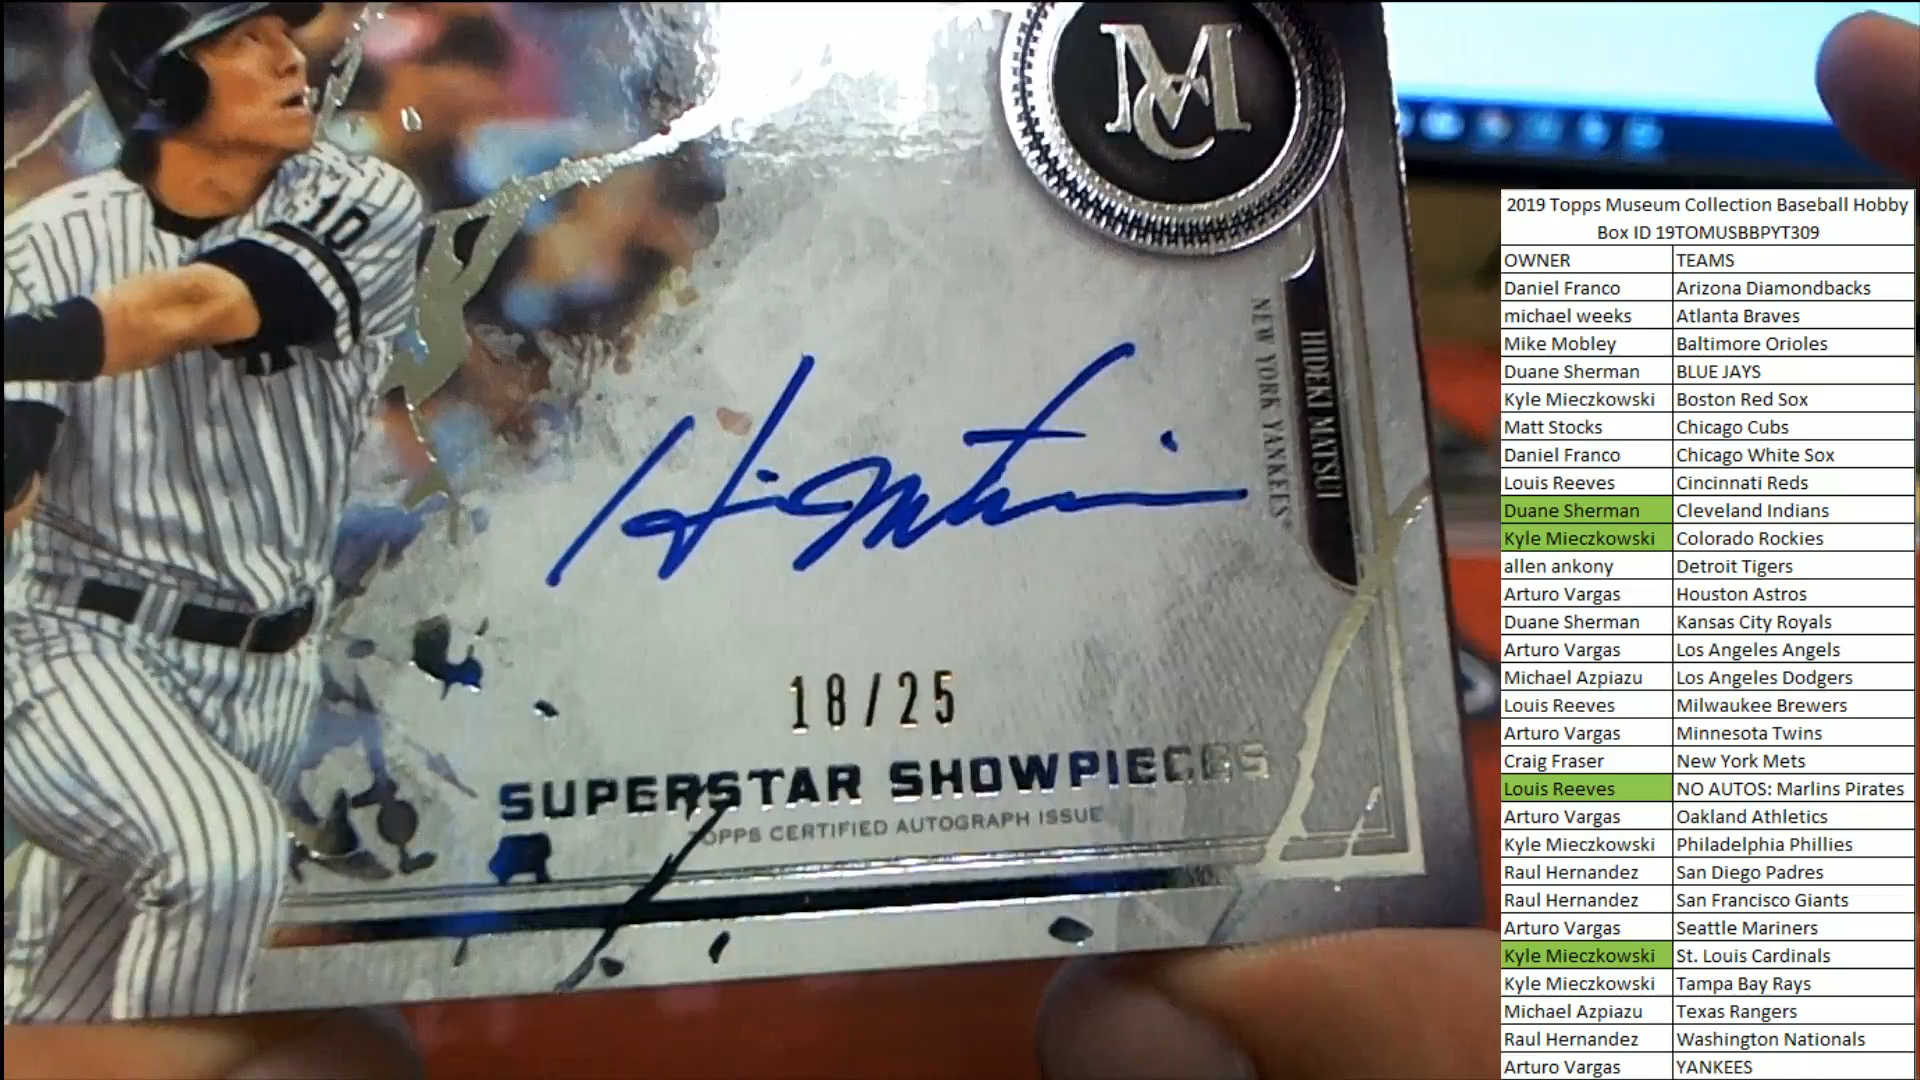 10
MC
HIDEKI MATSUI
NEW YORK YANKEES®
18/25
SUPERSTAR SHOWPIECES
TOPPS CERTIFIED AUTOGRAPH ISSUE
2019 Topps Museum Collection Baseball Hobby
Box ID 19TOMUSBBPYT309
OWNER TEAMS
Daniel Franco Arizona Diamondbacks
michael weeks Atlanta Braves
Mike Mobley Baltimore Orioles
Duane Sherman BLUE JAYS
Kyle Mieczkowski Boston Red Sox
Matt Stocks Chicago Cubs
Daniel Franco Chicago White Sox
Louis Reeves Cincinnati Reds
Duane Sherman Cleveland Indians
Kyle Mieczkowski Colorado Rockies
allen ankony Detroit Tigers
Arturo Vargas Houston Astros
Duane Sherman Kansas City Royals
Arturo Vargas Los Angeles Angels
Michael Azpiazu Los Angeles Dodgers
Louis Reeves Milwaukee Brewers
Arturo Vargas Minnesota Twins
Craig Fraser New York Mets
Louis Reeves NO AUTOS: Marlins Pirates
Arturo Vargas Oakland Athletics
Kyle Mieczkowski Philadelphia Phillies
Raul Hernandez San Diego Padres
Raul Hernandez San Francisco Giants
Arturo Vargas Seattle Mariners
Kyle Mieczkowski St. Louis Cardinals
Kyle Mieczkowski Tampa Bay Rays
Michael Azpiazu Texas Rangers
Raul Hernandez Washington Nationals
Arturo Vargas YANKEES